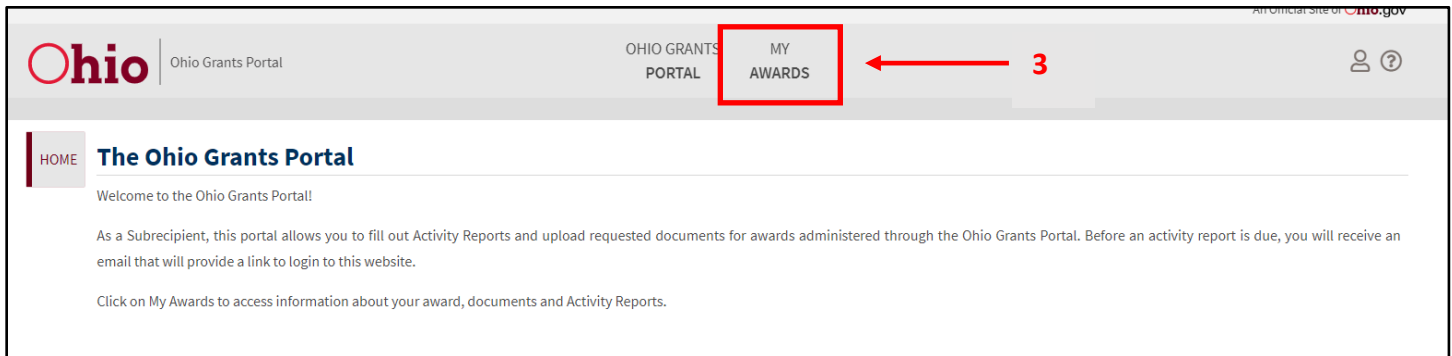 An Official Site of Ohio.gov
Ohio
Ohio Grants Portal
OHIO GRANTS
PORTAL
MY
AWARDS
3
HOME
The Ohio Grants Portal
Welcome to the Ohio Grants Portal!
As a Subrecipient, this portal allows you to fill out Activity Reports and upload requested documents for awards administered through the Ohio Grants Portal. Before an activity report is due, you will receive an
email that will provide a link to login to this website.
Click on My Awards to access information about your award, documents and Activity Reports.